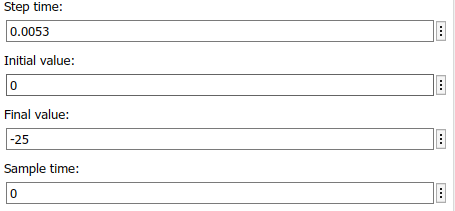 Step time:
0.0053
Initial value:
0
Final value:
-25
Sample time:
0